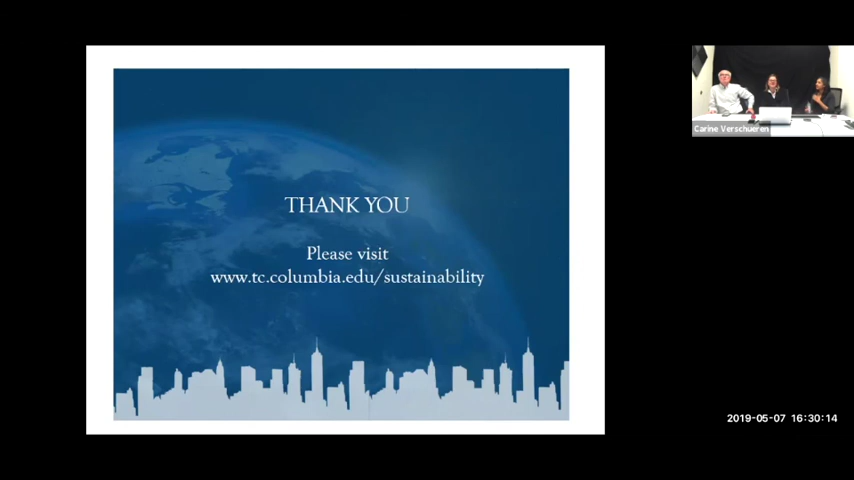 THANK YOU
Please visit
www.tc.columbia.edu/sustainability
Carine Verschueren
2019-05-07 16:30:14